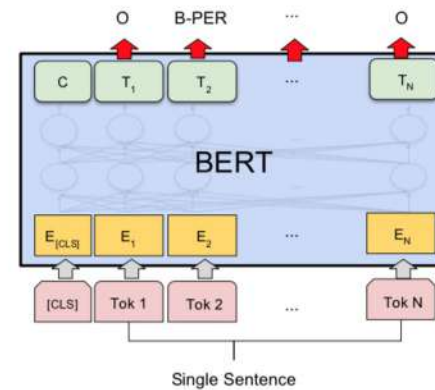 O B-PER ... O
C T1 T2 ... TN
BERT
E[CLS] E1 E2 ... EN
[CLS] Tok 1 Tok 2 ... Tok N
Single Sentence